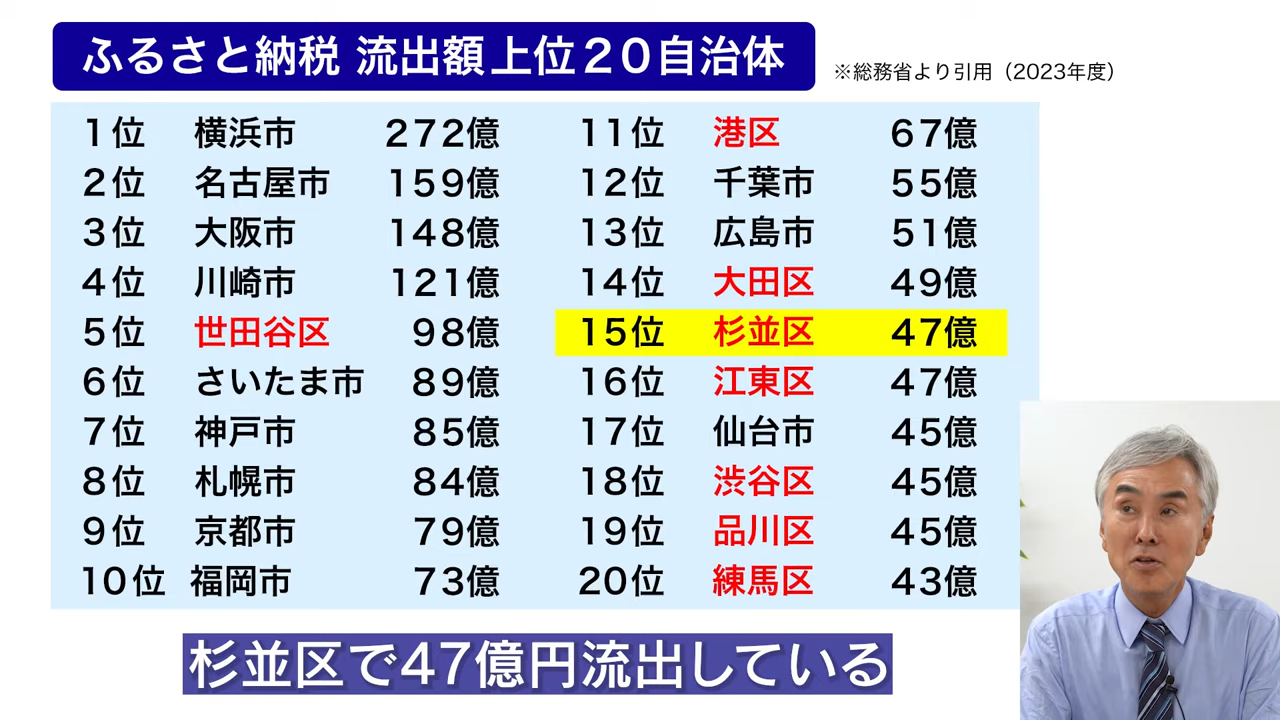 ふるさと納税 流出額上位20自治体
※総務省より引用（2023年度）
1位 横浜市 272億
2位 名古屋市 159億
3位 大阪市 148億
4位 川崎市 121億
5位 世田谷区 98億
6位 さいたま市 89億
7位 神戸市 85億
8位 札幌市 84億
9位 京都市 79億
10位 福岡市 73億
11位 港区 67億
12位 千葉市 55億
13位 広島市 51億
14位 大田区 49億
15位 杉並区 47億
16位 江東区 47億
17位 仙台市 45億
18位 渋谷区 45億
19位 品川区 45億
20位 練馬区 43億
杉並区で47億円流出している